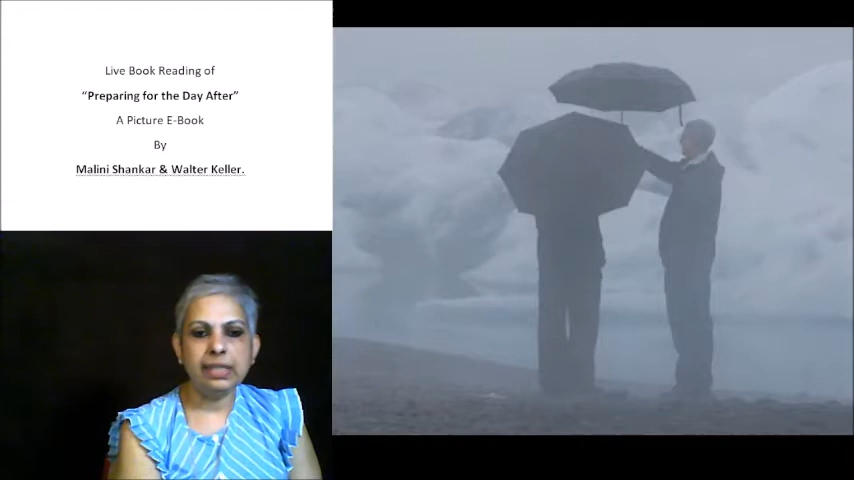 Live Book Reading of
“Preparing for the Day After”
A Picture E-Book
By
Malini Shankar & Walter Keller.